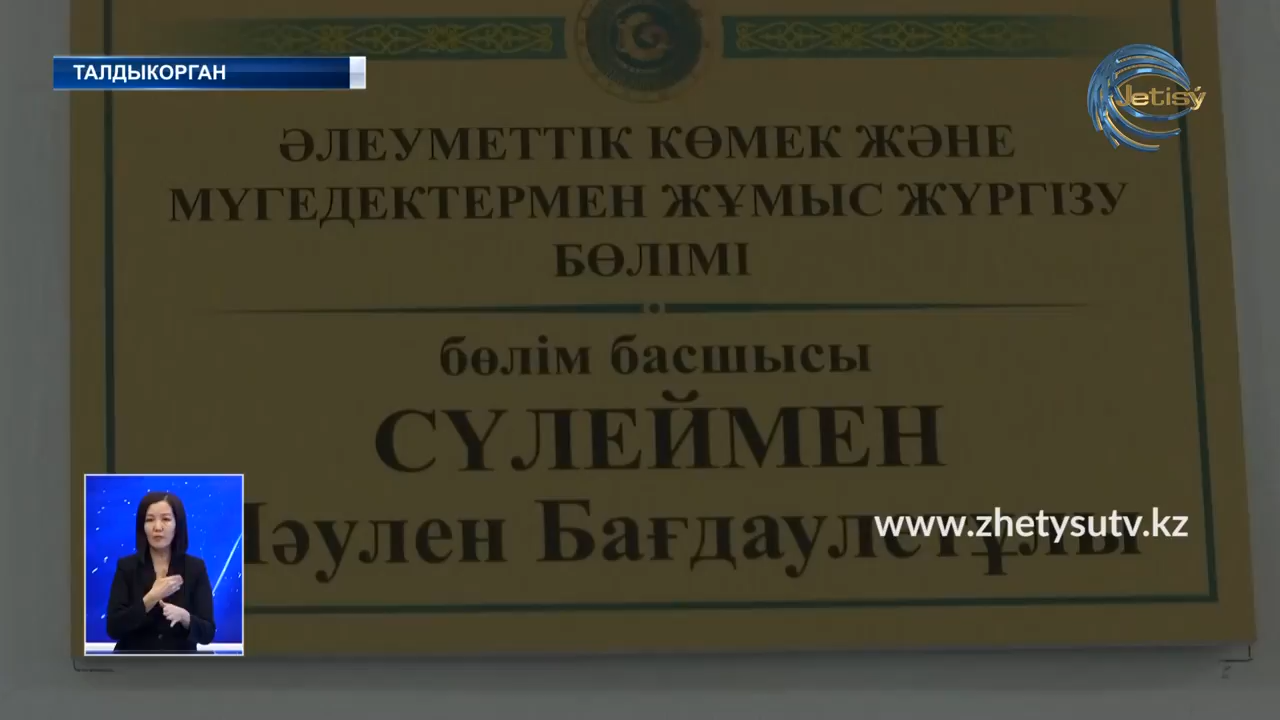 ТАЛДЫКОРГАН
Jetisý
ӘЛЕУМЕТТІК КӨМЕК ЖӘНЕ
МҮГЕДЕКТЕРМЕН ЖҰМЫС ЖҮРГІЗУ
БӨЛІМІ
бөлім басшысы
СҮЛЕЙМЕН
Бағдаулетұлы
www.zhetysutv.kz